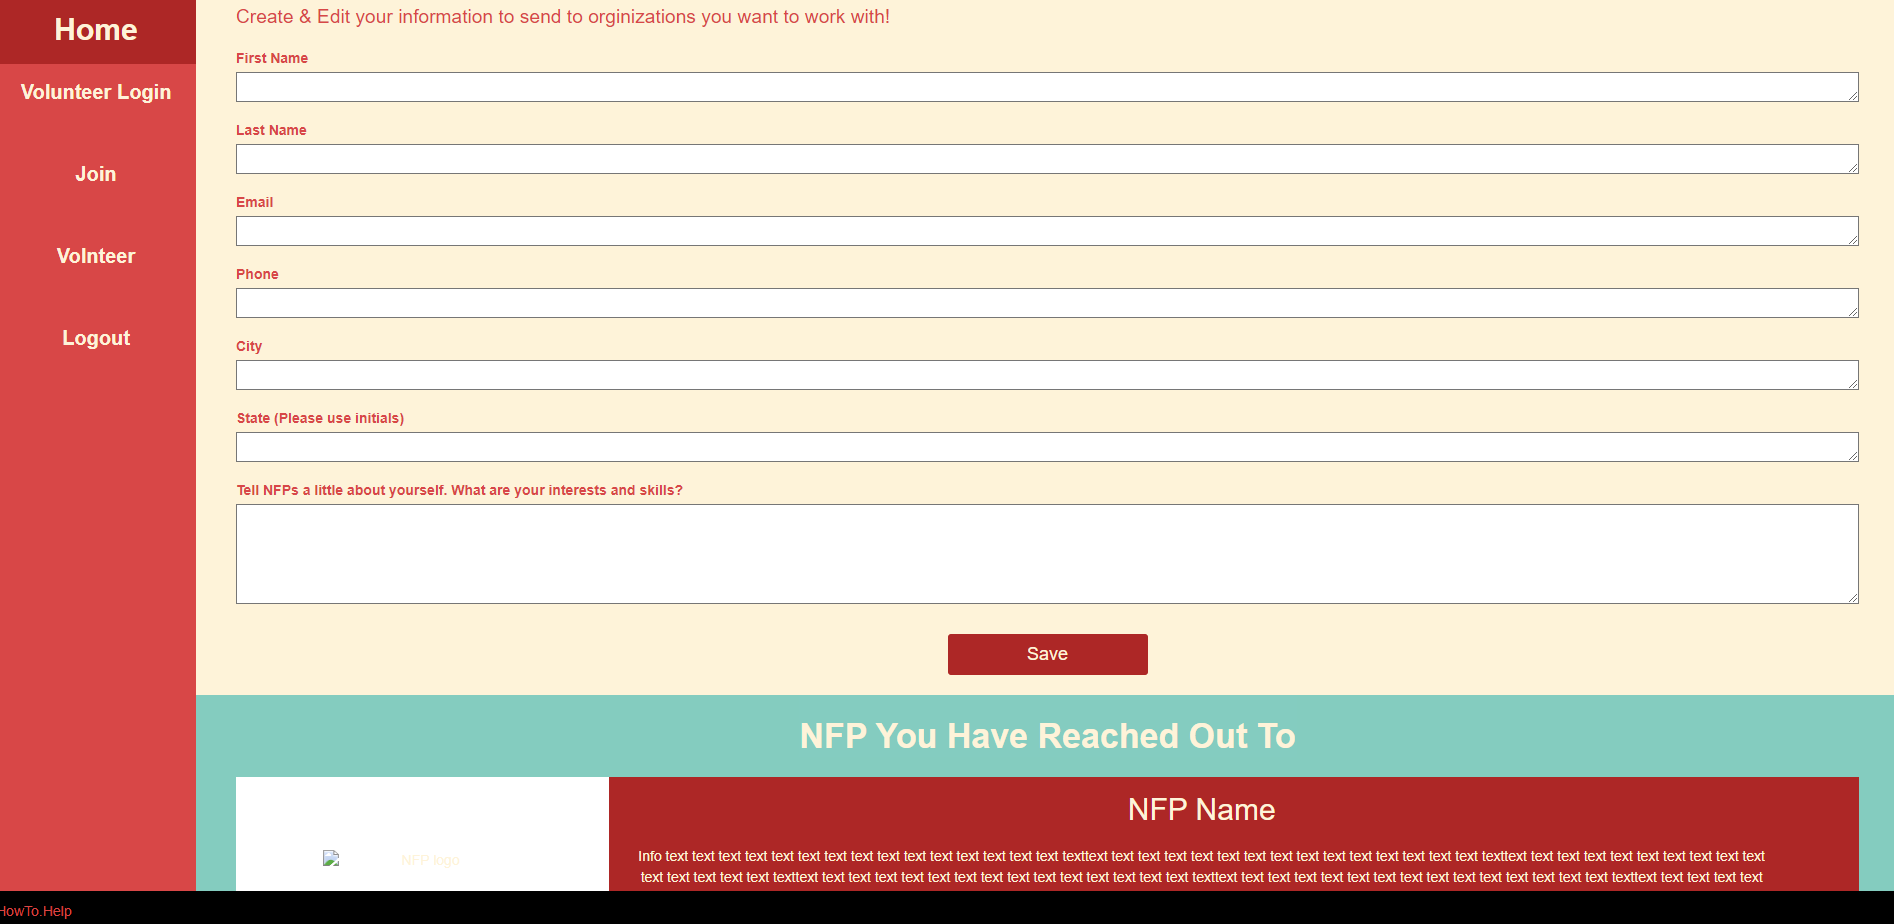 Home
Volunteer Login
Join
Volnteer
Logout
Create & Edit your information to send to orginizations you want to work with!
First Name
Last Name
Email
Phone
City
State (Please use initials)
Tell NFPs a little about yourself. What are your interests and skills?
Save
NFP You Have Reached Out To
NFP logo
NFP Name
Info text text text text text text text text text text text text text text text texttext text text text text text text text text text text text text text text texttext text text text text text text text text text
text text text text text texttext text text text text text text text text text text text text text text texttext text text text text text text text text text text text text text text texttext text text text text
HowTo.Help